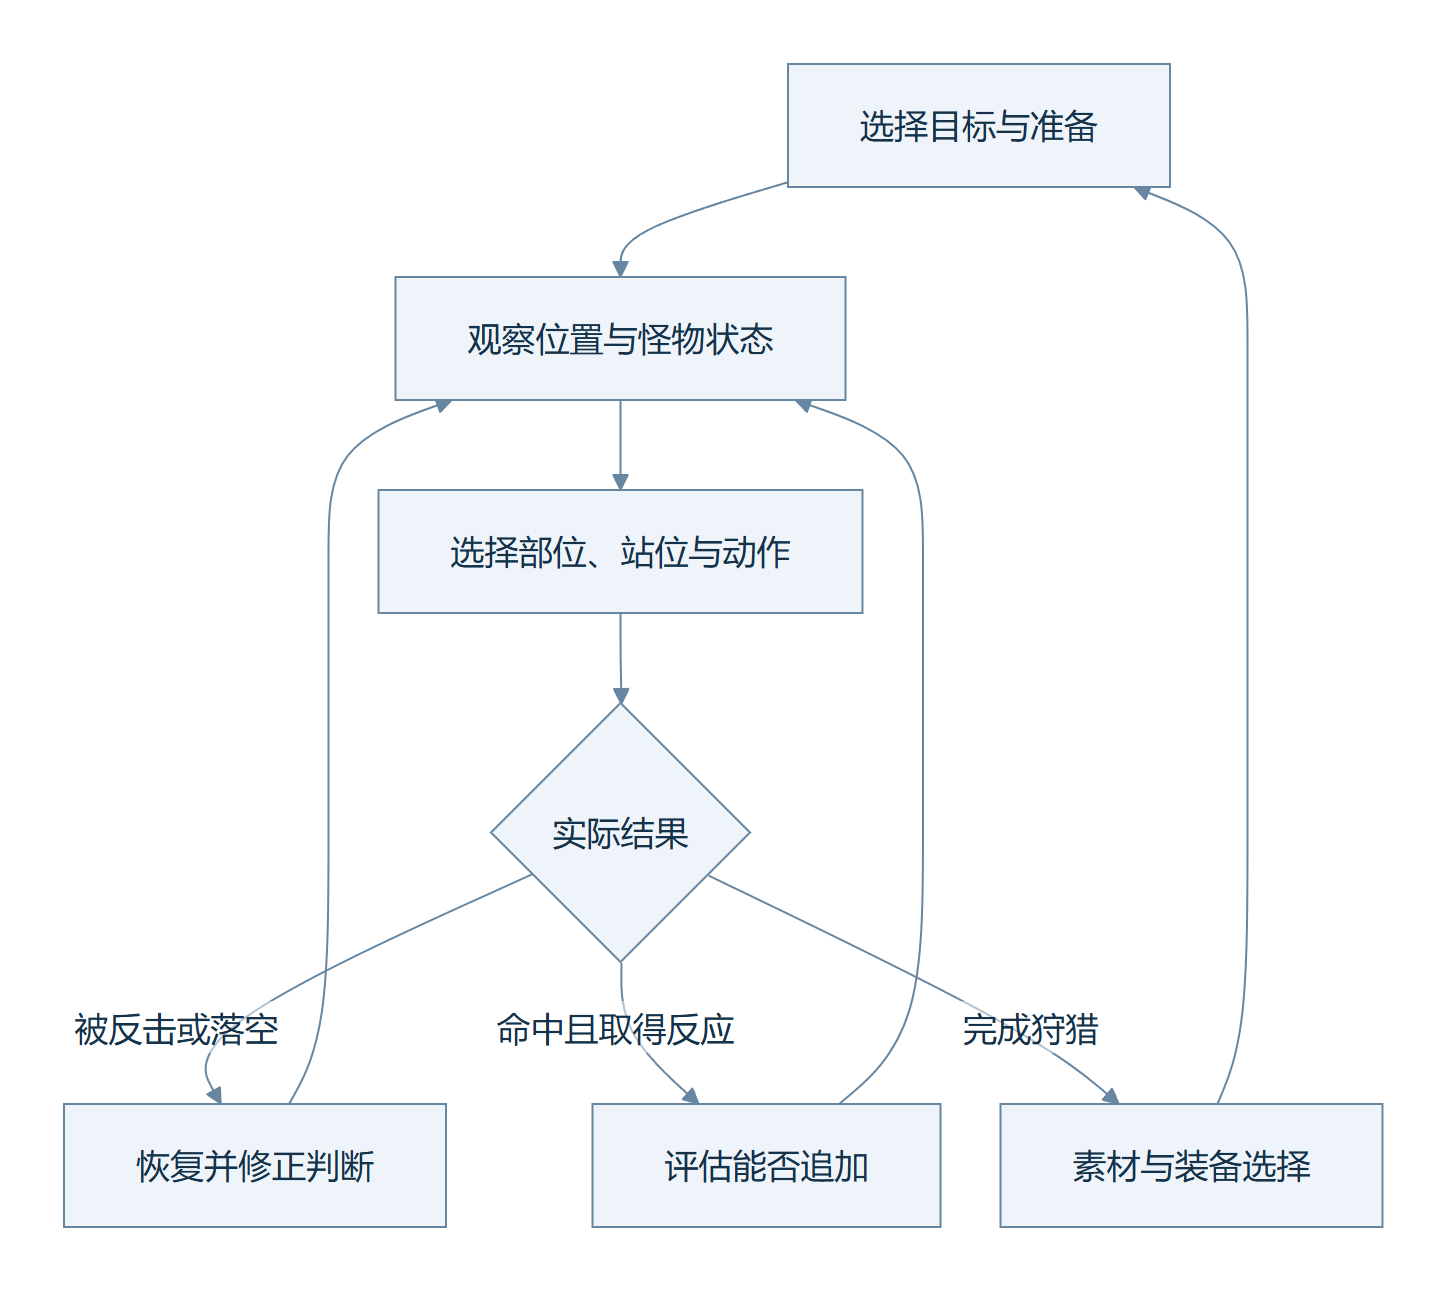 选择目标与准备
观察位置与怪物状态
选择部位、站位与动作
实际结果
被反击或落空
命中且取得反应
完成狩猎
恢复并修正判断
评估能否追加
素材与装备选择